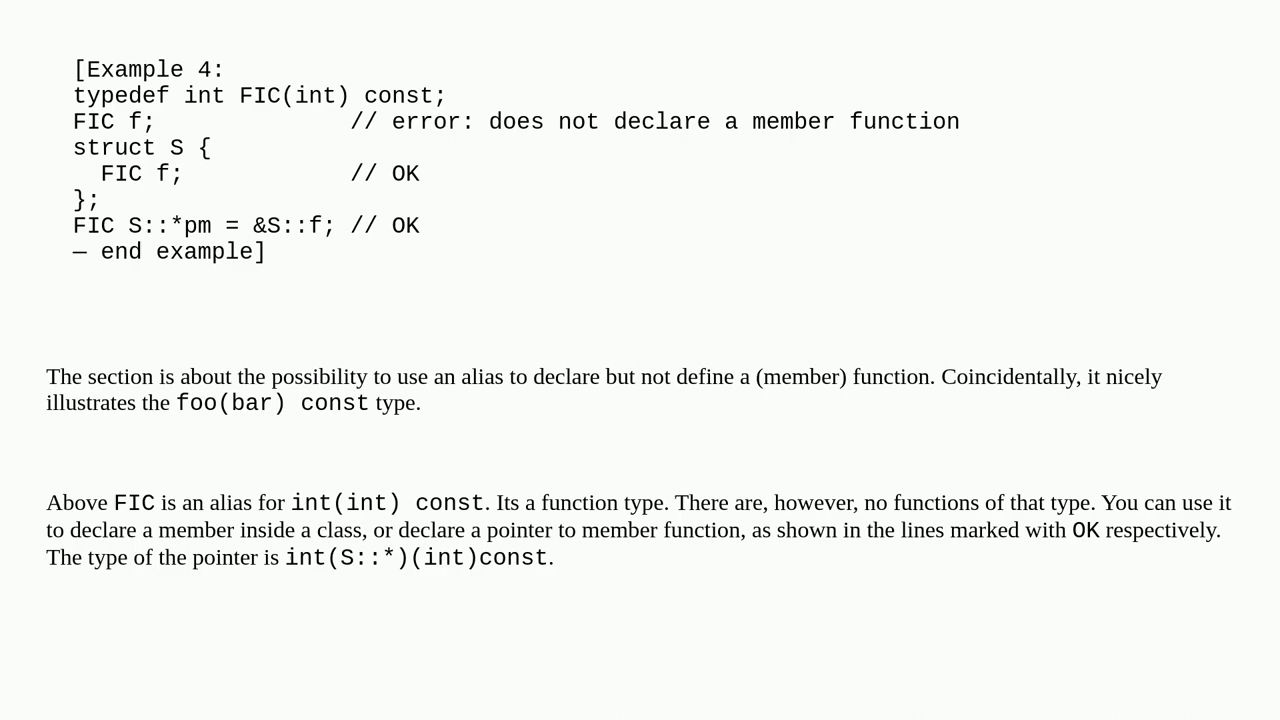 [Example 4:
typedef int FIC(int) const;
FIC f;              // error: does not declare a member function
struct S {
  FIC f;            // OK
};
FIC S::*pm = &S::f; // OK
— end example]
The section is about the possibility to use an alias to declare but not define a (member) function. Coincidentally, it nicely
illustrates the foo(bar) const type.
Above FIC is an alias for int(int) const. Its a function type. There are, however, no functions of that type. You can use it
to declare a member inside a class, or declare a pointer to member function, as shown in the lines marked with OK respectively.
The type of the pointer is int(S::*)(int)const.